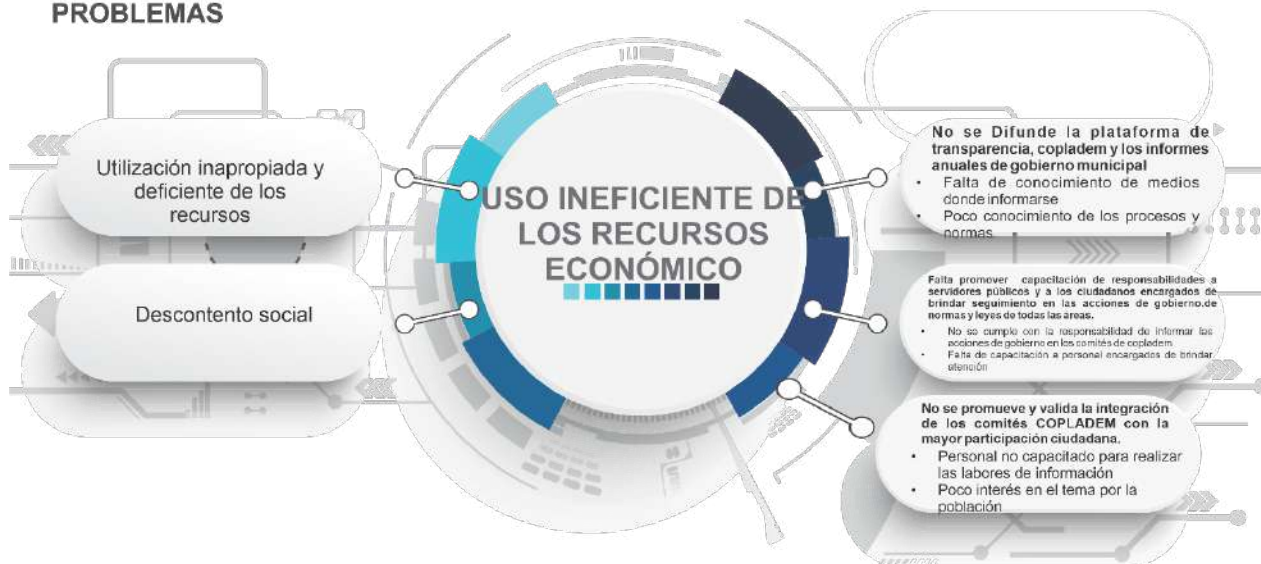 PROBLEMAS
Utilización inapropiada y
deficiente de los
recursos
Descontento social
USO INEFICIENTE DE
LOS RECURSOS
ECONÓMICO
No se Difunde la plataforma de
transparencia, copladem y los informes
anuales de gobierno municipal
• Falta de conocimiento de medios
donde informarse
• Poco conocimiento de los procesos y
normas.
Falta promover capacitación de responsabilidades a
servidores públicos y a los ciudadanos encargados de
brindar seguimiento en las acciones de gobierno.de
normas y leyes de todas las áreas.
• No se cumple con la responsabilidad de informar las
acciones de gobierno en los comités de copladem
• Falta de capacitación a personal encargados de brindar
atención
No se promueve y valida la integración
de los comités COPLADEM con la
mayor participación ciudadana.
• Personal no capacitado para realizar
las labores de información
• Poco interés en el tema por la
población